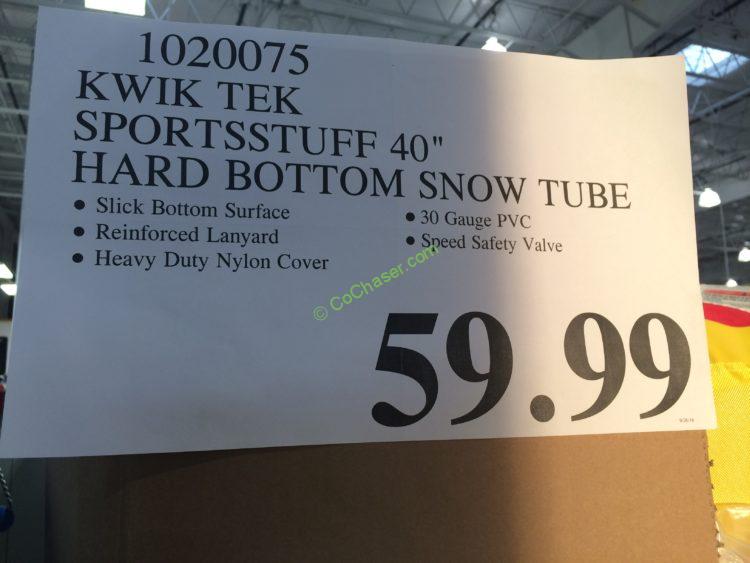 1020075
KWIK TEK
SPORTSSTUFF 40"
HARD BOTTOM SNOW TUBE
• Slick Bottom Surface
• Reinforced Lanyard
• Heavy Duty Nylon Cover
• 30 Gauge PVC
• Speed Safety Valve
© CoChaser.com
59.99